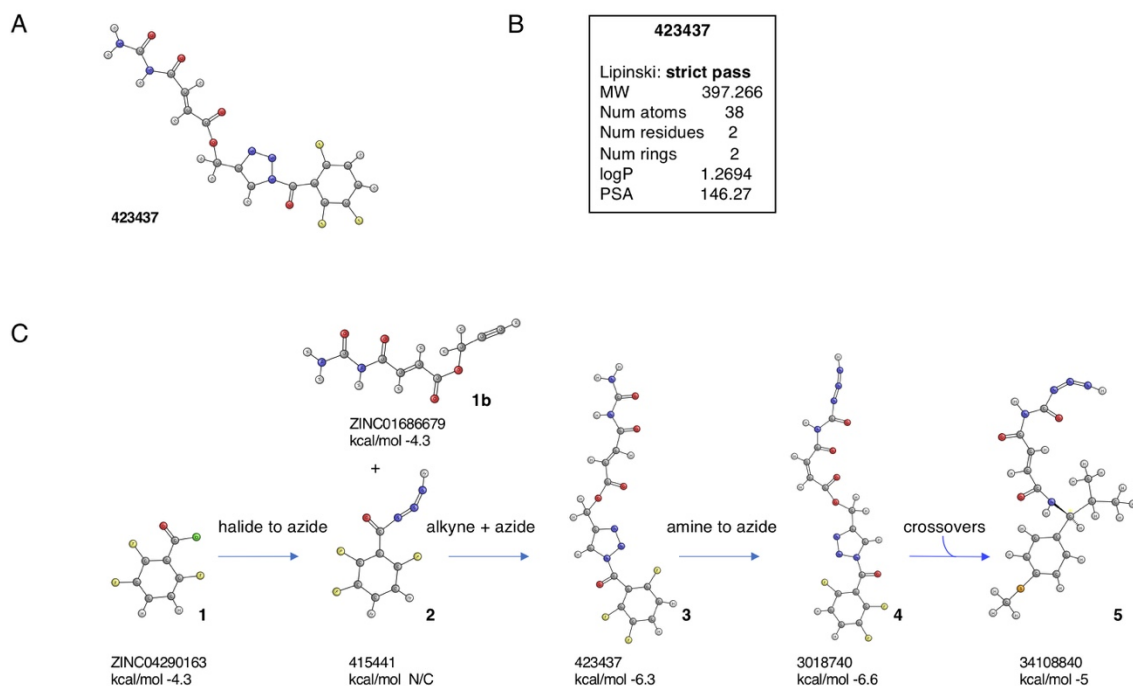 A
423437
B
423437
Lipinski: strict pass
MW 397.266
Num atoms 38
Num residues 2
Num rings 2
logP 1.2694
PSA 146.27
C
1b
ZINC01686679
kcal/mol -4.3
+
halide to azide
alkyne + azide
amine to azide
crossovers
1
2
3
4
5
ZINC04290163
kcal/mol -4.3
415441
kcal/mol N/C
423437
kcal/mol -6.3
3018740
kcal/mol -6.6
34108840
kcal/mol -5